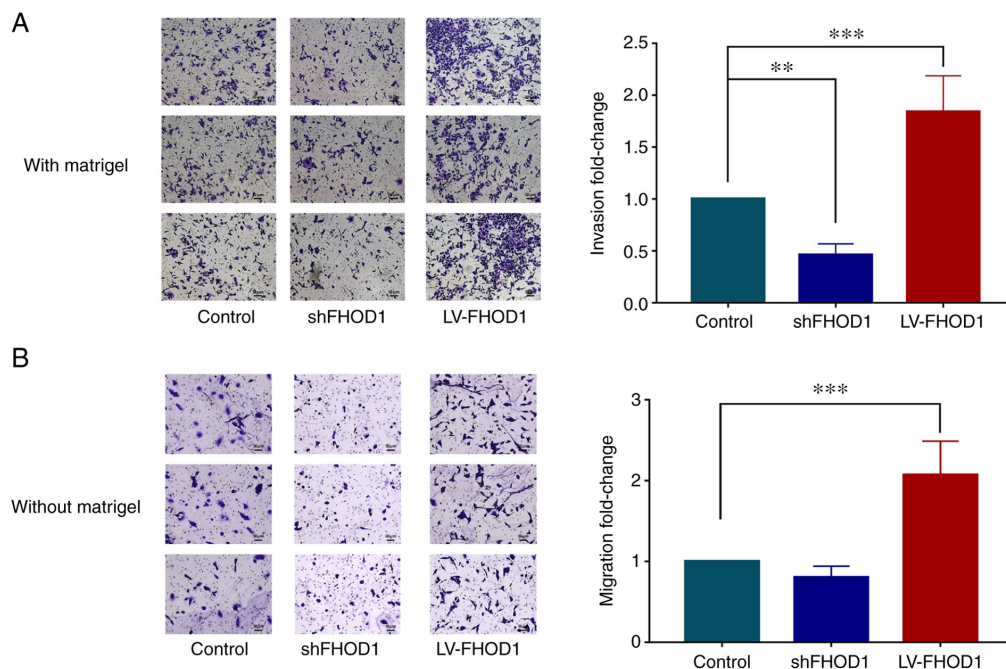 A
With matrigel
Control
shFHOD1
LV-FHOD1
Invasion fold-change
2.5
2.0
1.5
1.0
0.5
0.0
***
**
Control
shFHOD1
LV-FHOD1
B
Without matrigel
Control
shFHOD1
LV-FHOD1
Migration fold-change
3
2
1
0
***
Control
shFHOD1
LV-FHOD1